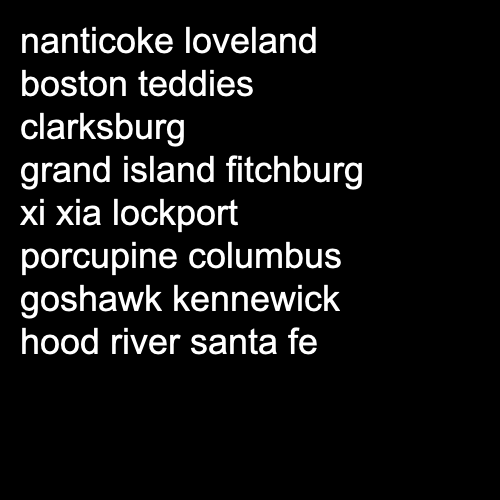 nanticoke loveland
boston teddies
clarksburg
grand island fitchburg
xi xia lockport
porcupine columbus
goshawk kennewick
hood river santa fe